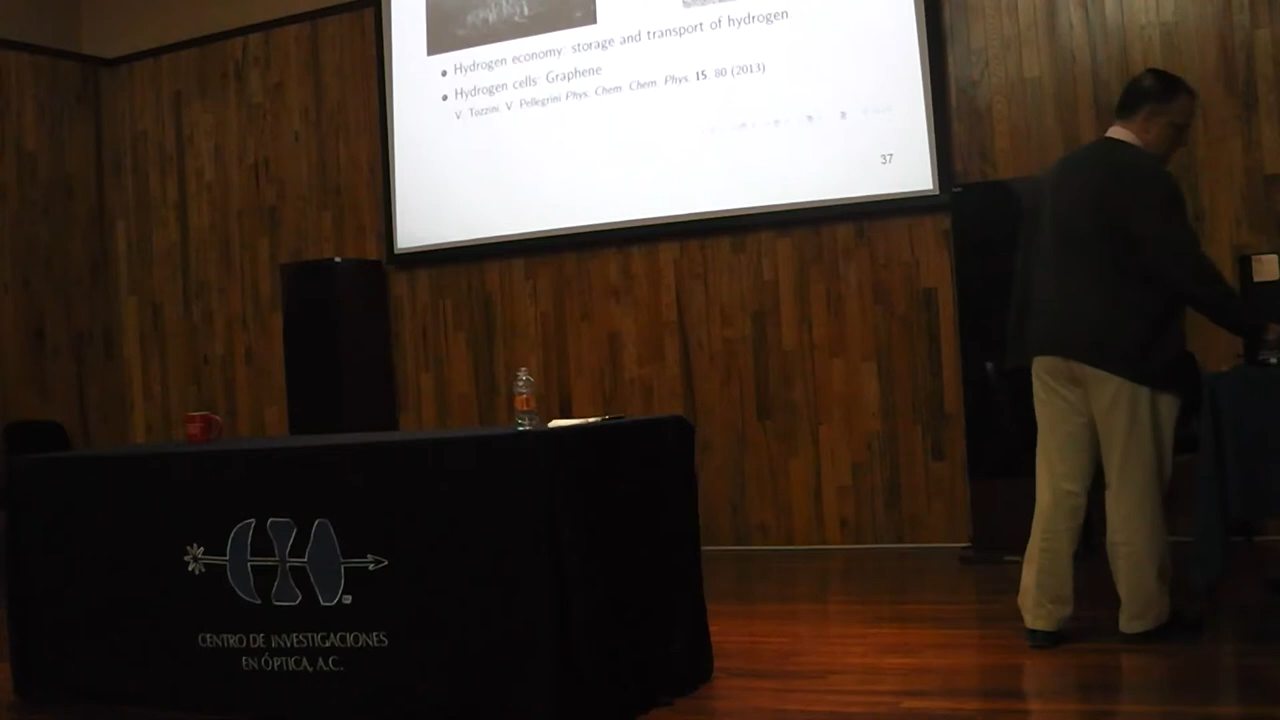 Hydrogen economy: storage and transport of hydrogen
Hydrogen cells: Graphene
V. Tozzini, V. Pellegrini Phys. Chem. Chem. Phys. 15, 80 (2013)
37
CENTRO DE INVESTIGACIONES
EN ÓPTICA, A.C.